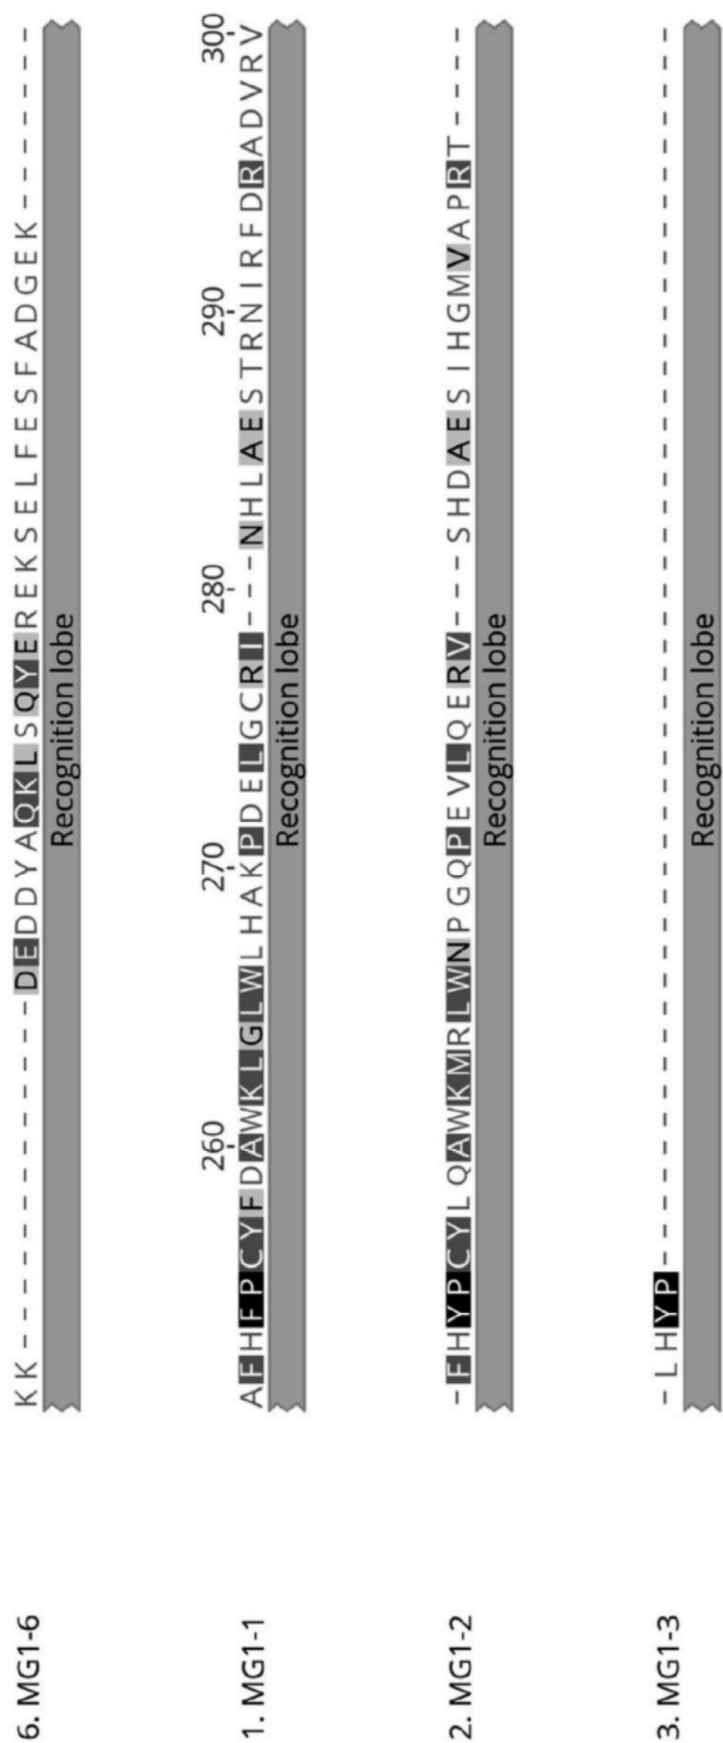 6. MG1-6 KK-------------DEDDYAQKLSQYEREKSELFESFADGEK-------
Recognition lobe
260 270 280 290 300
1. MG1-1 AFHFPCYFDAWKLGLWLHAKPDELGCRI---NHLAESTRNIRFDRADVRV
Recognition lobe
2. MG1-2 -FHYPCYLQAWKMRLWNPGQPEVLQERV---SHDAESIHGMVAPRT----
Recognition lobe
3. MG1-3 -LHYP---------------------------------------------
Recognition lobe